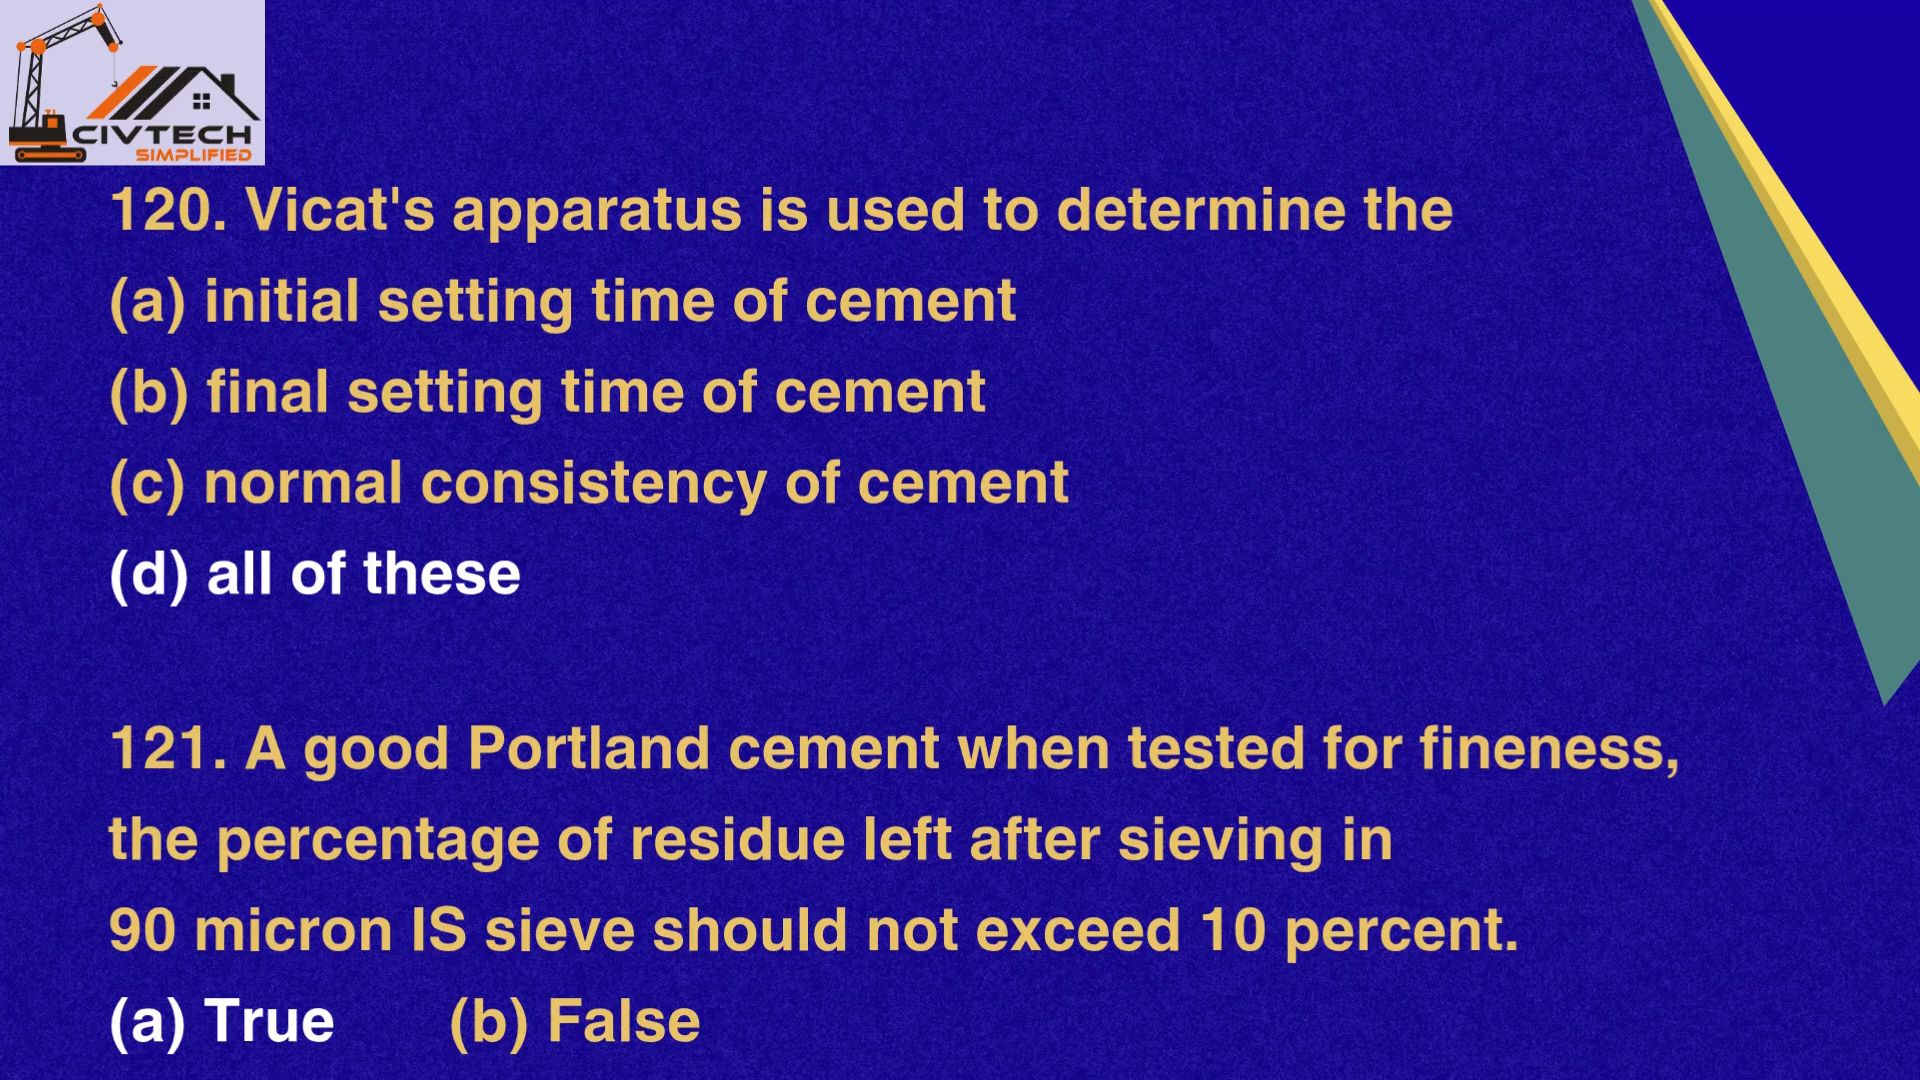 CIVTECH
SIMPLIFIED
120. Vicat's apparatus is used to determine the
(a) initial setting time of cement
(b) final setting time of cement
(c) normal consistency of cement
(d) all of these
121. A good Portland cement when tested for fineness,
the percentage of residue left after sieving in
90 micron IS sieve should not exceed 10 percent.
(a) True (b) False